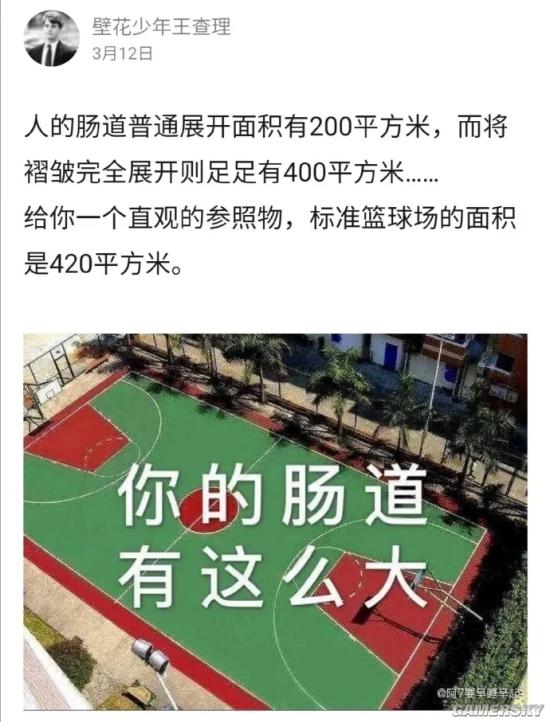 壁花少年王查理
3月12日
人的肠道普通展开面积有200平方米，而将
褶皱完全展开则足足有400平方米……
给你一个直观的参照物，标准篮球场的面积
是420平方米。
你的肠道
有这么大
@阿7要早睡早起
GAMERSKY